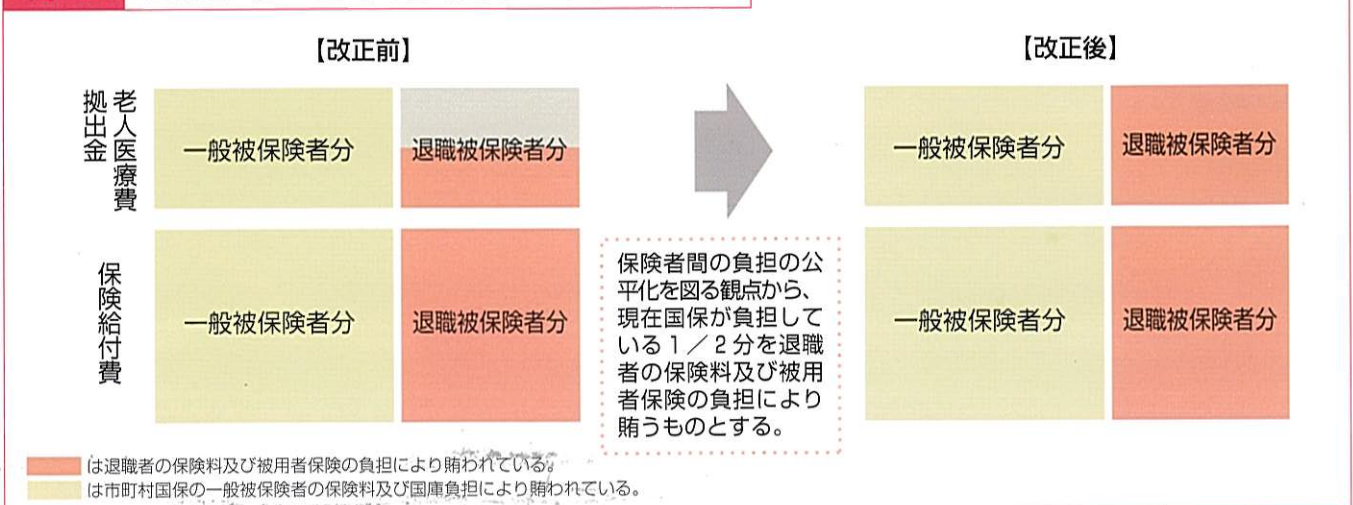 【改正前】
【改正後】
老人医療費
拠出金
一般被保険者分
退職被保険者分
一般被保険者分
退職被保険者分
保険給付費
一般被保険者分
退職被保険者分
保険者間の負担の公
平化を図る観点から、
現在国保が負担して
いる1/2分を退職
者の保険料及び被用
者保険の負担により
賄うものとする。
一般被保険者分
退職被保険者分
は退職者の保険料及び被用者保険の負担により賄われている。
は市町村国保の一般被保険者の保険料及び国庫負担により賄われている。